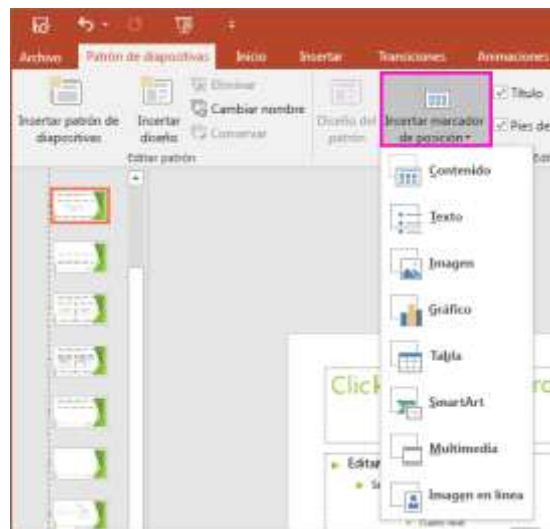 Archivo Patrón de diapositivas Inicio Insertar Transiciones Animaciones
Insertar patrón de diapositivas
Insertar diseño
Eliminar
Cambiar nombre
Conservar
Editar patrón
Diseño del patrón
Insertar marcador de posición
Título
Pies de
Contenido
Texto
Imagen
Gráfico
Tabla
SmartArt
Multimedia
Imagen en línea
Click
Editar